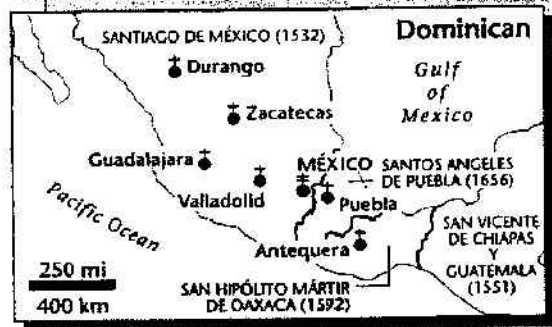 Dominican
SANTIAGO DE MÉXICO (1532)
Durango
Gulf
of
Mexico
Zacatecas
Guadalajara
MÉXICO
SANTOS ANGELES
DE PUEBLA (1656)
Valladolid
Puebla
Pacific Ocean
SAN VICENTE
DE CHIAPAS
Y
GUATEMALA
(1551)
Antequera
250 mi
400 km
SAN HIPÓLITO MÁRTIR
DE OAXACA (1592)